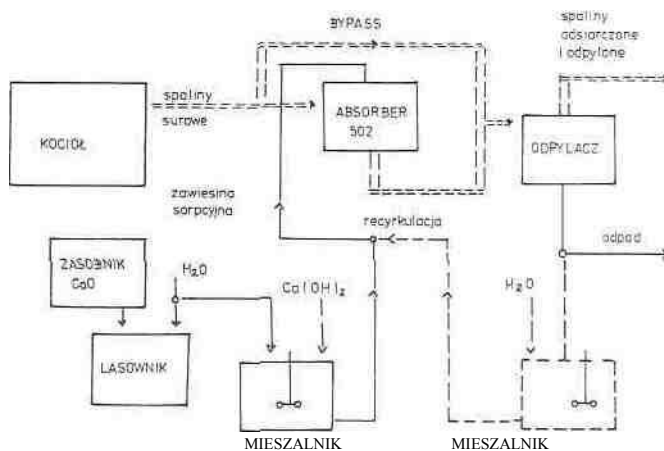 BYPASS
spaliny
odsiarczone
i odpylone
KOCIOŁ
spaliny
surowe
ABSORBER
502
ODPYLACZ
zawiesina
sorpcyjna
recyrkulacja
odpad
ZASOBNIK
CaO
H2O
Ca(OH)2
H2O
LASOWNIK
MIESZALNIK
MIESZALNIK